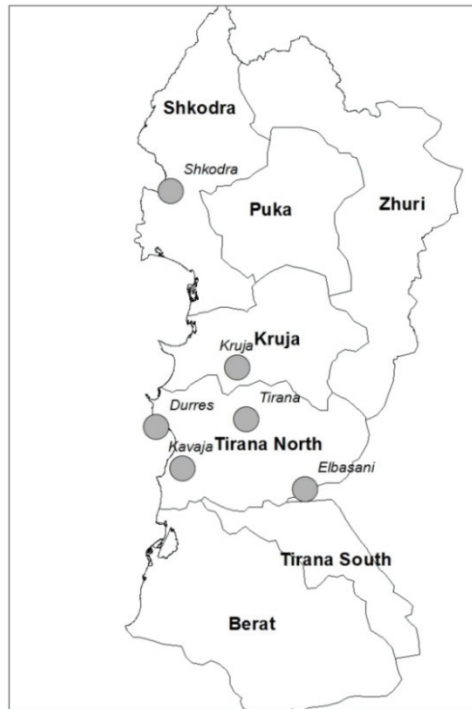 Shkodra
Shkodra
Puka
Zhuri
Kruja
Kruja
Durres
Tirana
Kavaja
Tirana North
Elbasani
Tirana South
Berat